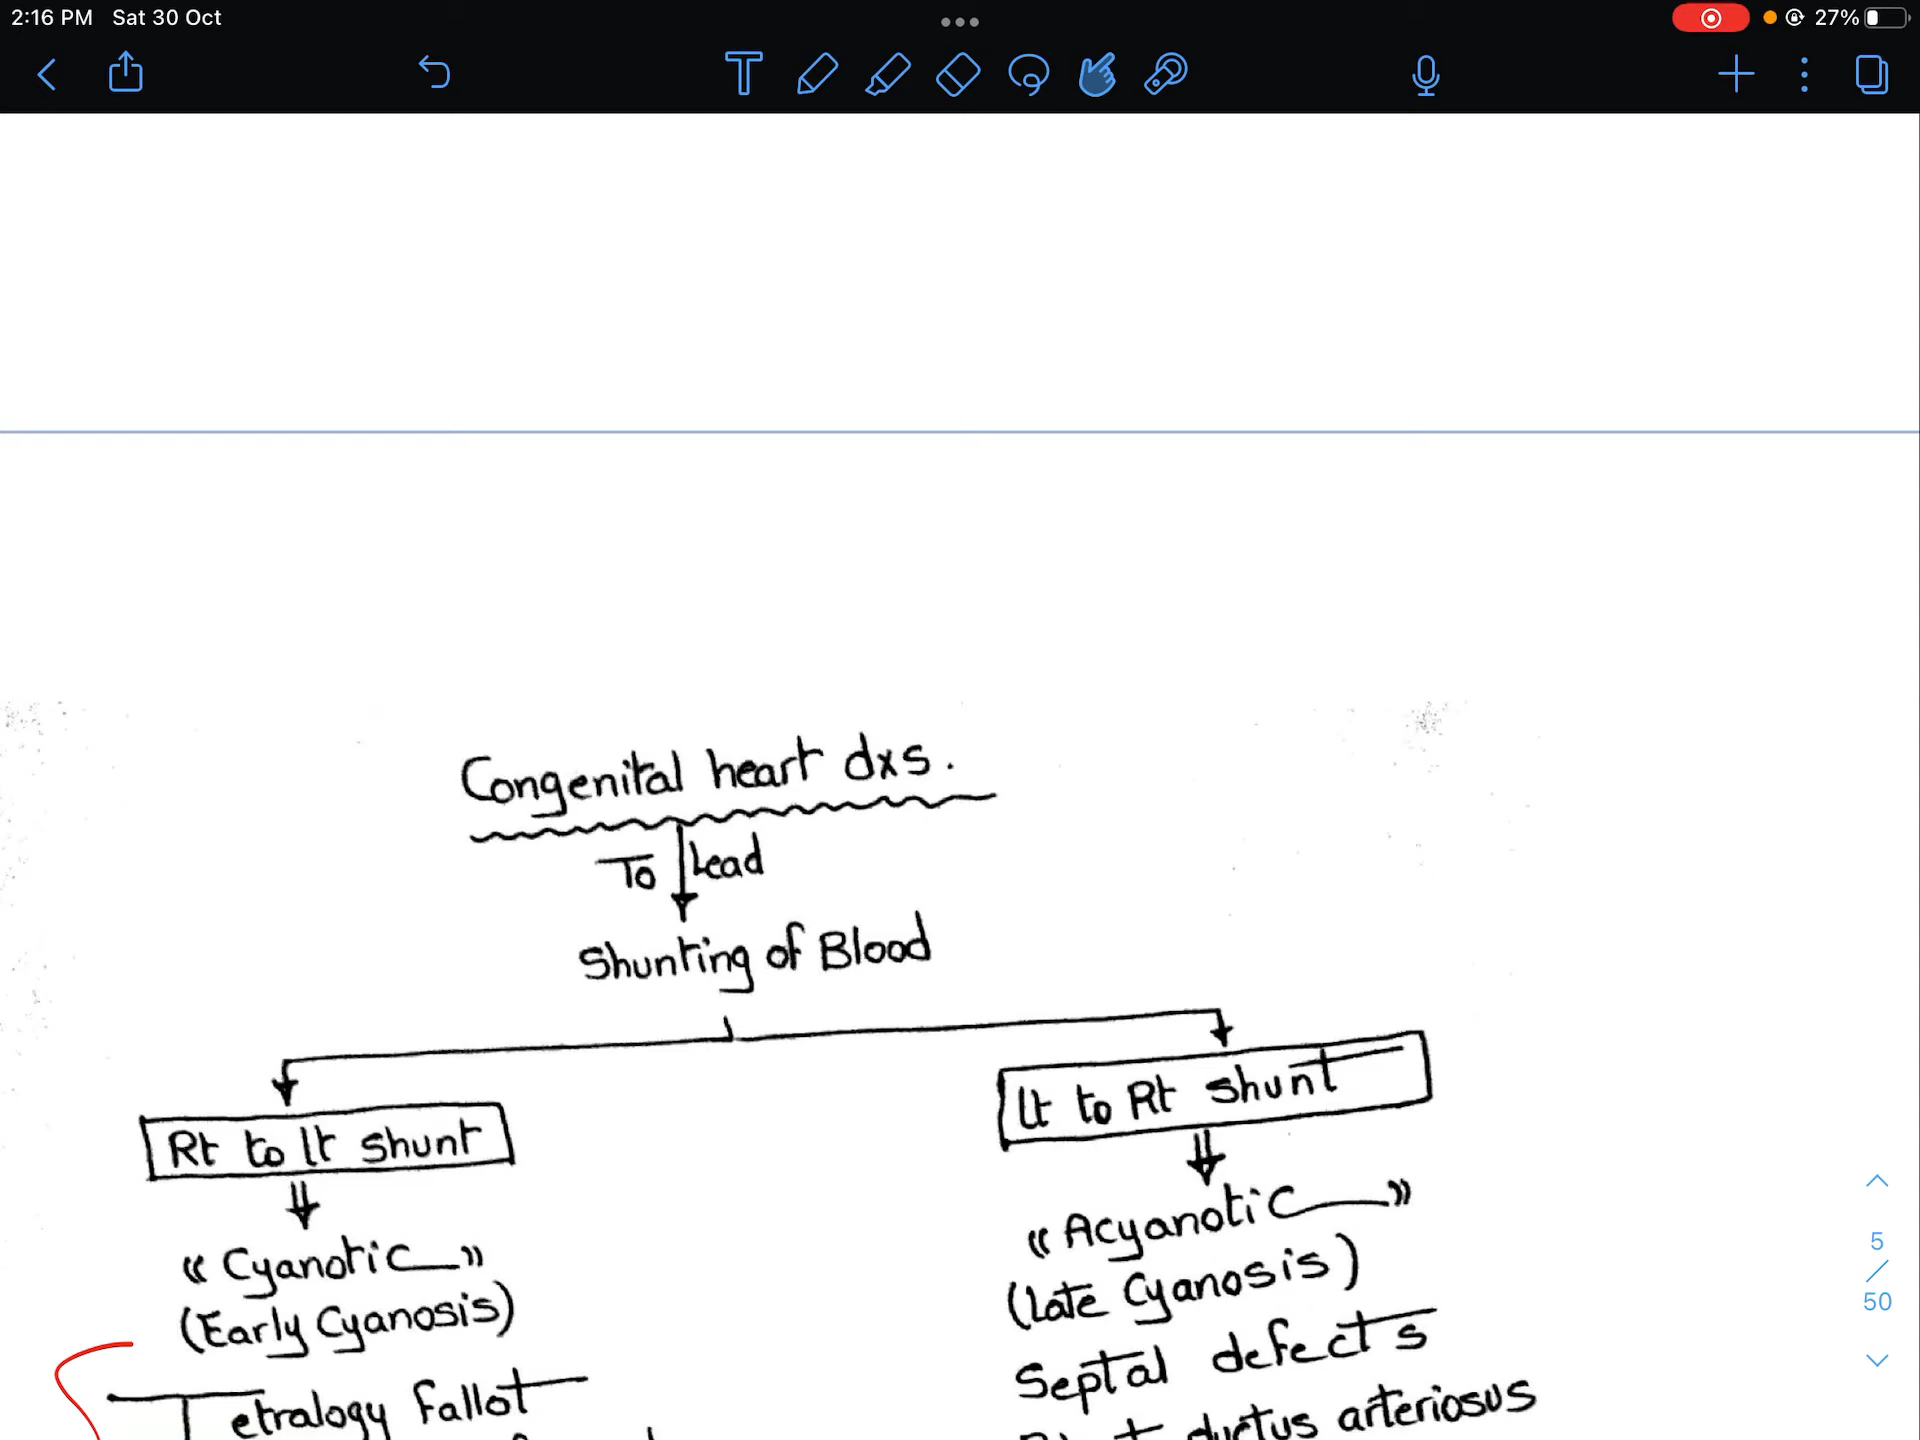 2:16 PM Sat 30 Oct
27%
T
Congenital heart dxs.
To Lead
Shunting of Blood
Rt to lt shunt
Lt to Rt shunt
« Cyanotic »
(Early Cyanosis)
Tetralogy Fallot
« Acyanotic »
(Late Cyanosis)
Septal defects
ductus arteriosus
5
/
50